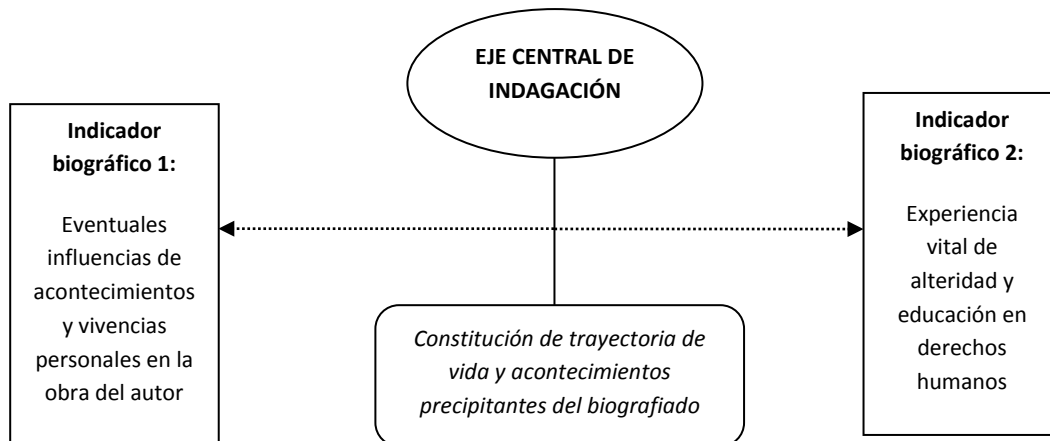 EJE CENTRAL DE
INDAGACIÓN
Indicador
biográfico 1:
Eventuales
influencias de
acontecimientos
y vivencias
personales en la
obra del autor
Indicador
biográfico 2:
Experiencia
vital de
alteridad y
educación en
derechos
humanos
Constitución de trayectoria de
vida y acontecimientos
precipitantes del biografiado